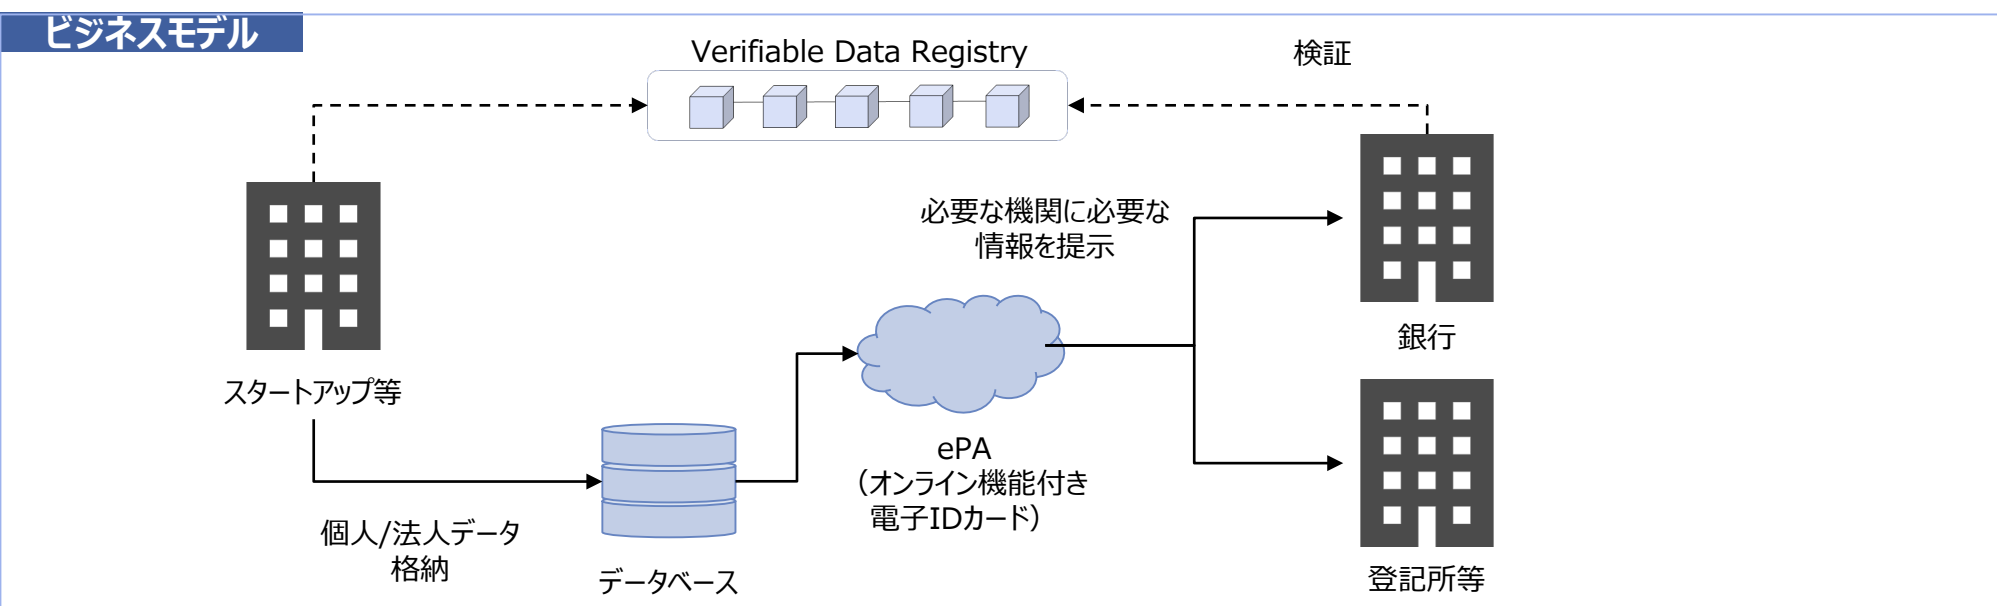 ビジネスモデル
Verifiable Data Registry
検証
必要な機関に必要な
情報を提示
銀行
スタートアップ等
ePA
（オンライン機能付き
電子IDカード）
個人/法人データ
格納
データベース
登記所等